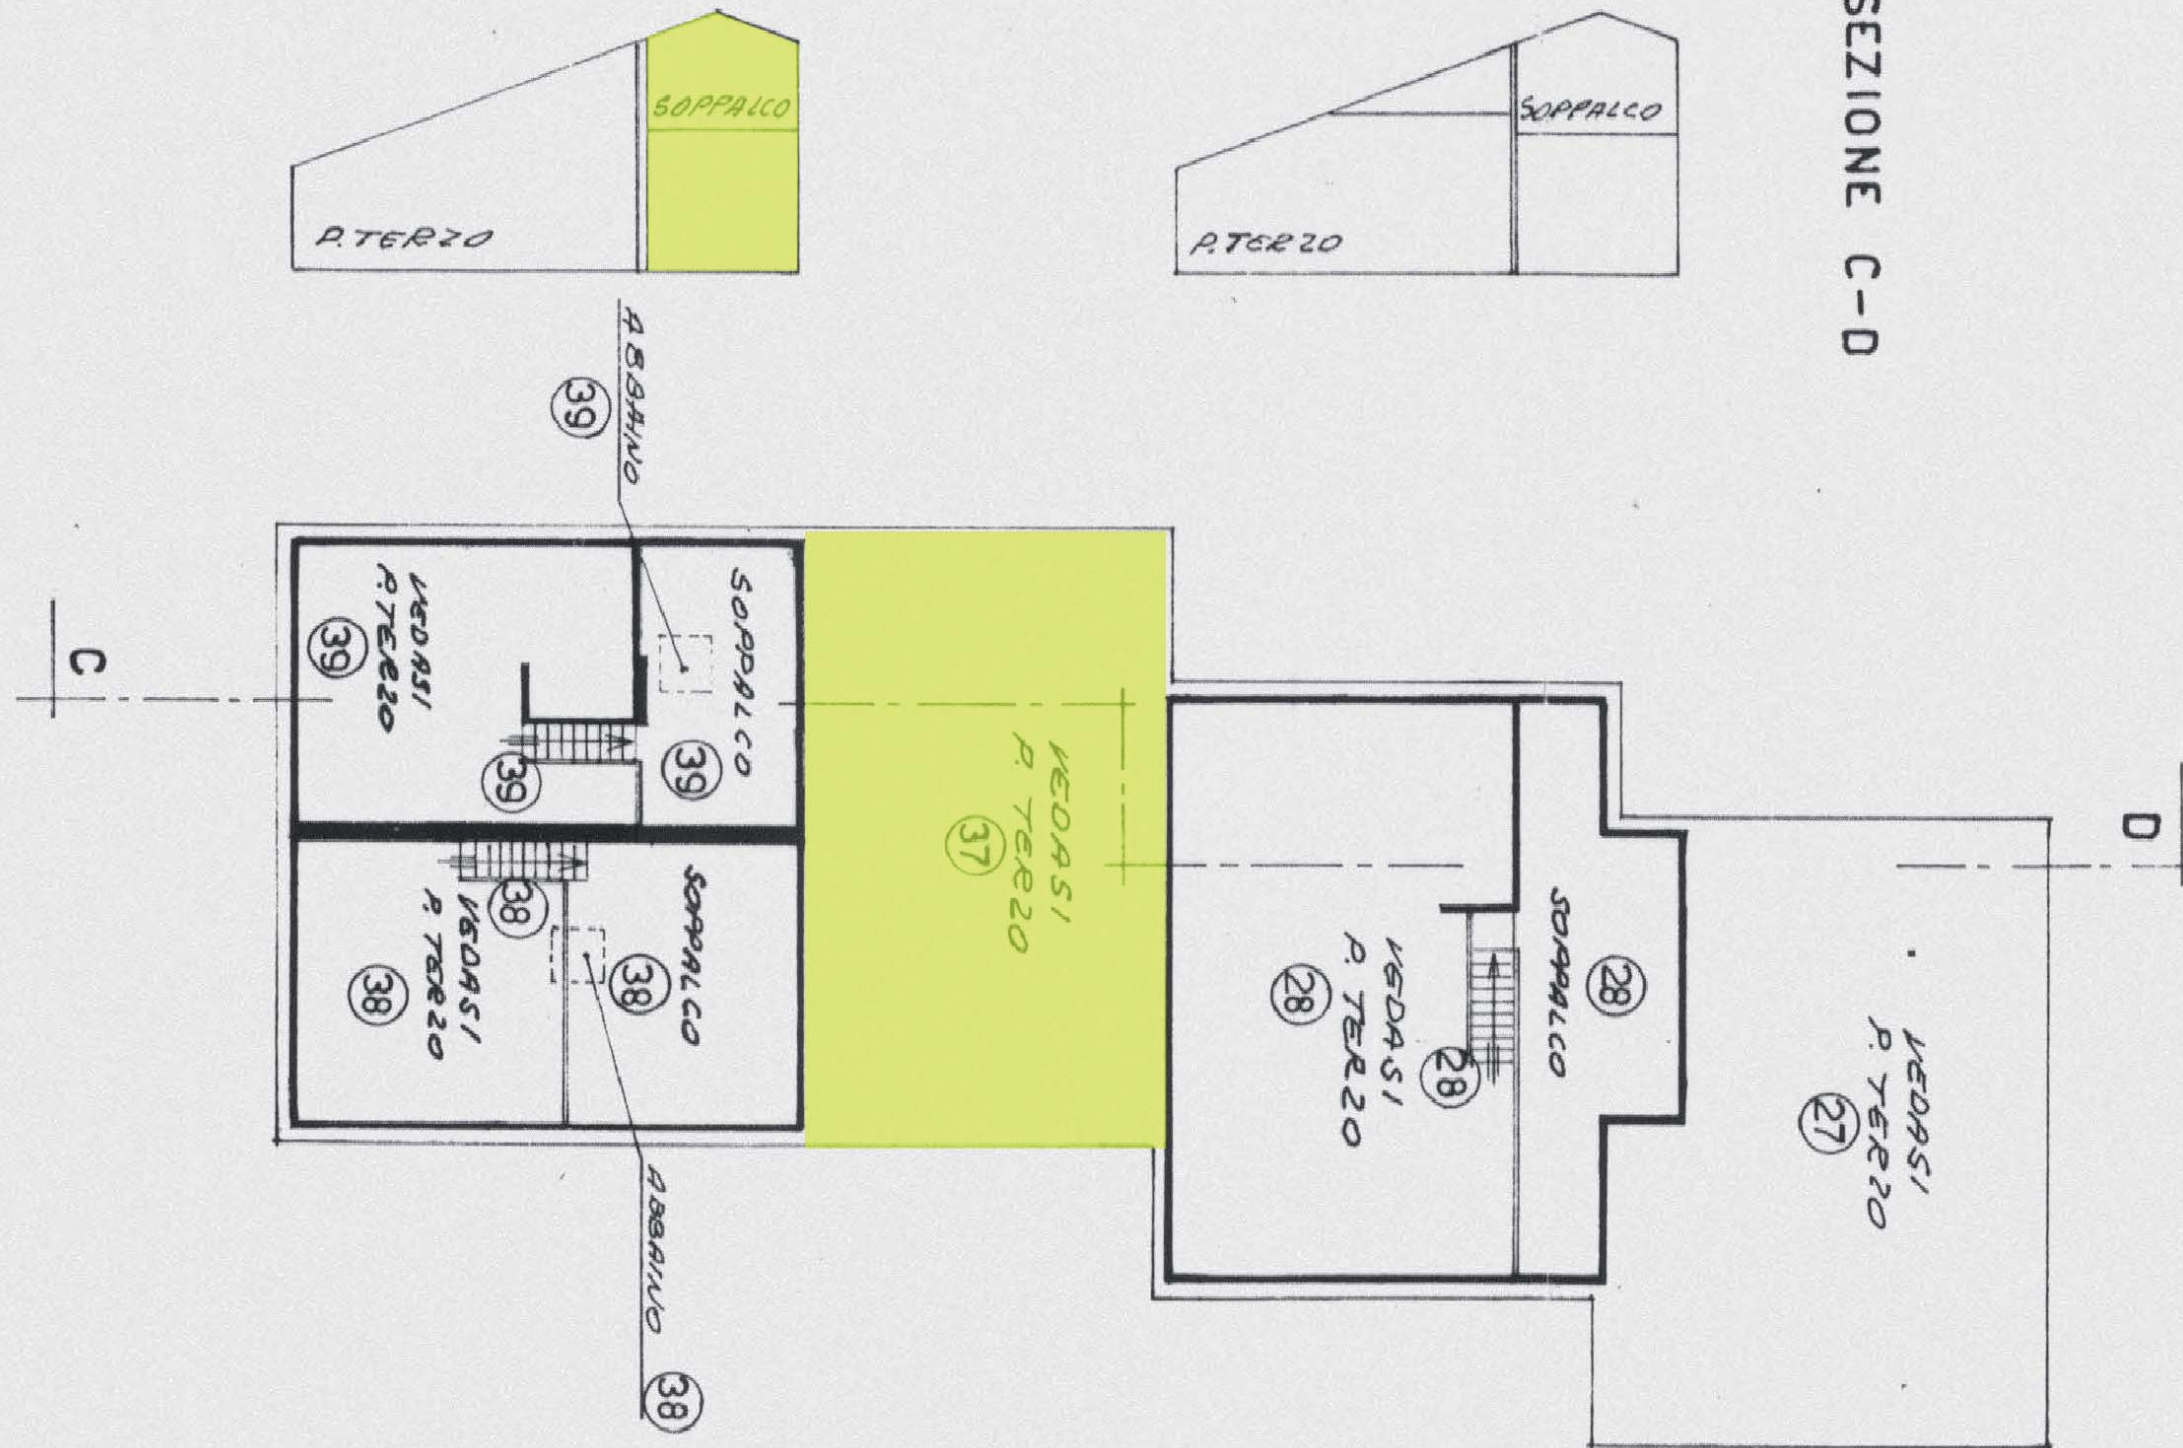 SEZIONE C-D
SOPPALCO
P.TERZO
SOPPALCO
P.TERZO
ABBAINO
39
VEDASI
P.TERZO
39
SOPPALCO
39
39
C
VEDASI
P. TERZO
37
VEDASI
P. TERZO
38
38
SOPPALCO
38
ABBAINO
38
VEDASI
P. TERZO
28
28
SOPPALCO
28
D
VEDASI
P. TERZO
27